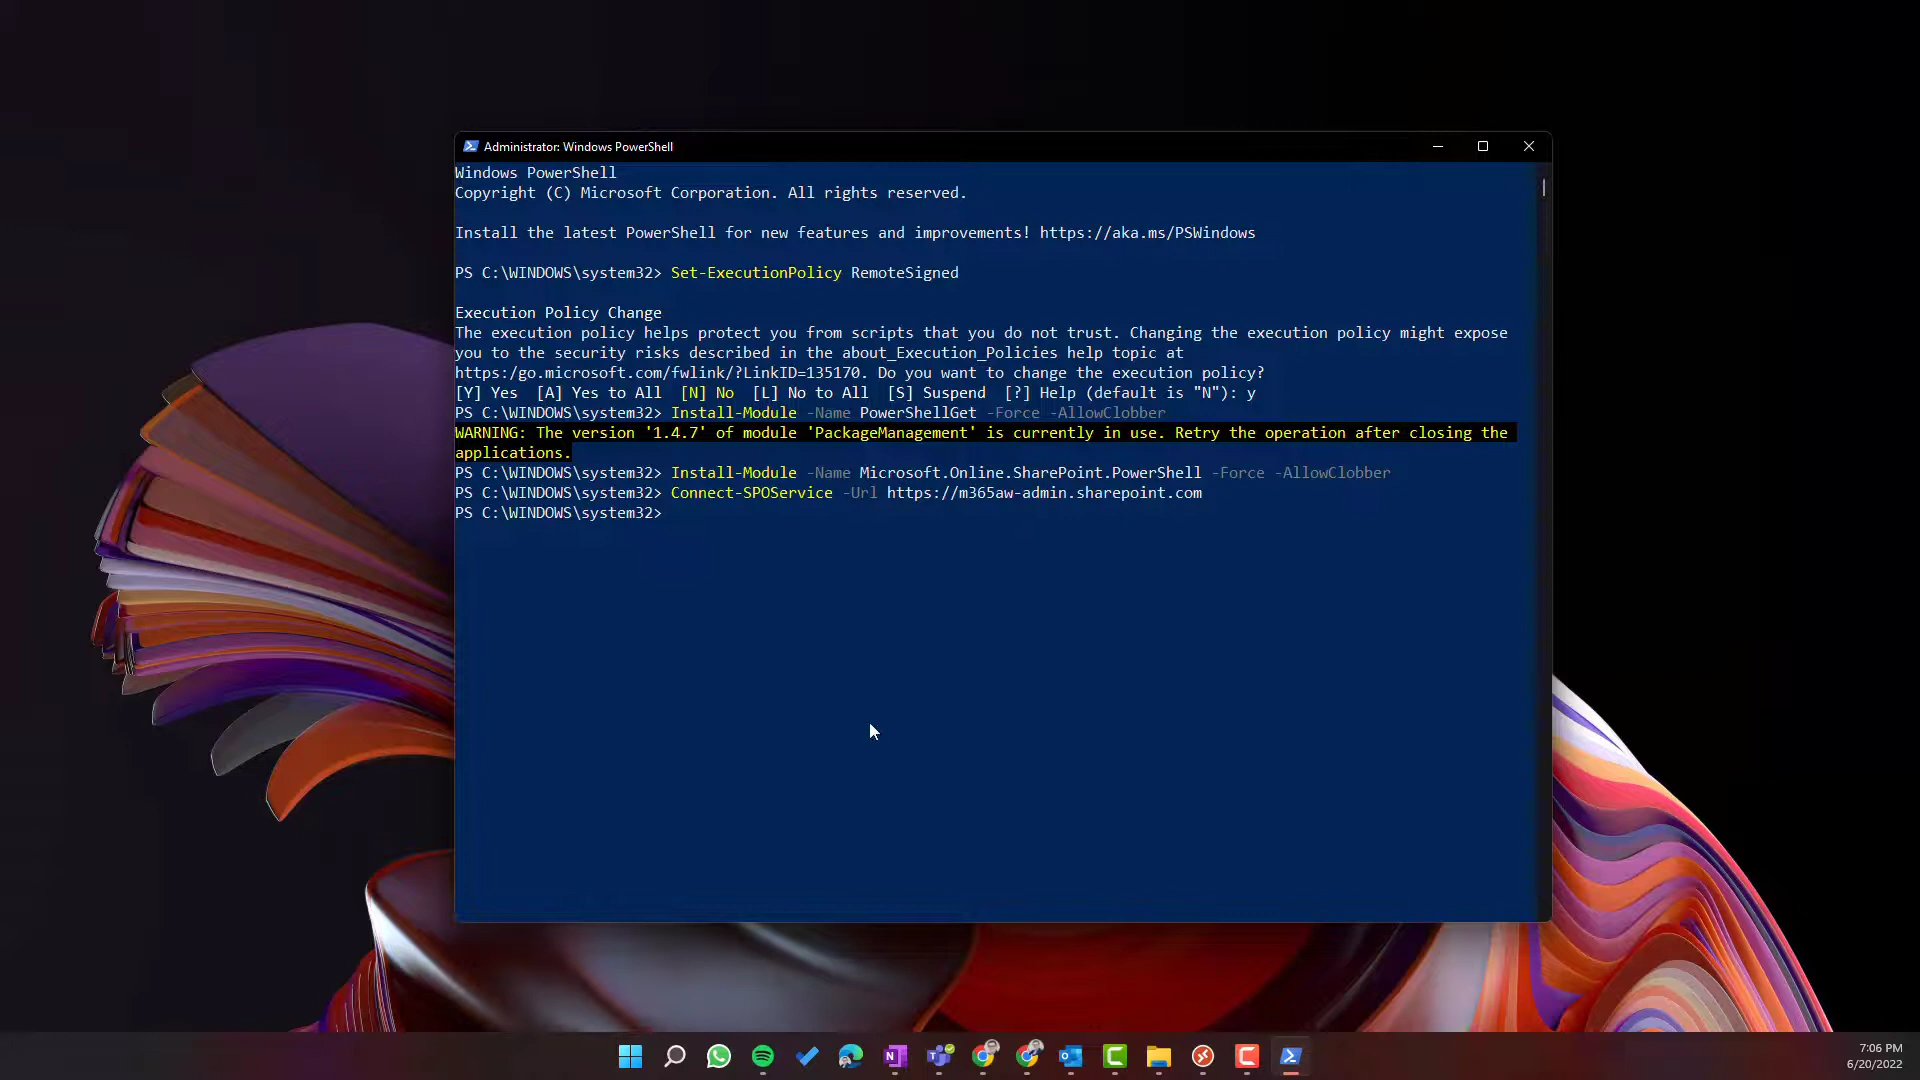 Administrator: Windows PowerShell
Windows PowerShell
Copyright (C) Microsoft Corporation. All rights reserved.
Install the latest PowerShell for new features and improvements! https://aka.ms/PSWindows
PS C:\WINDOWS\system32> Set-ExecutionPolicy RemoteSigned
Execution Policy Change
The execution policy helps protect you from scripts that you do not trust. Changing the execution policy might expose
you to the security risks described in the about_Execution_Policies help topic at
https:/go.microsoft.com/fwlink/?LinkID=135170. Do you want to change the execution policy?
[Y] Yes  [A] Yes to All  [N] No  [L] No to All  [S] Suspend  [?] Help (default is "N"): y
PS C:\WINDOWS\system32> Install-Module -Name PowerShellGet -Force -AllowClobber
WARNING: The version '1.4.7' of module 'PackageManagement' is currently in use. Retry the operation after closing the
applications.
PS C:\WINDOWS\system32> Install-Module -Name Microsoft.Online.SharePoint.PowerShell -Force -AllowClobber
PS C:\WINDOWS\system32> Connect-SPOService -Url https://m365aw-admin.sharepoint.com
PS C:\WINDOWS\system32>
7:06 PM
6/20/2022